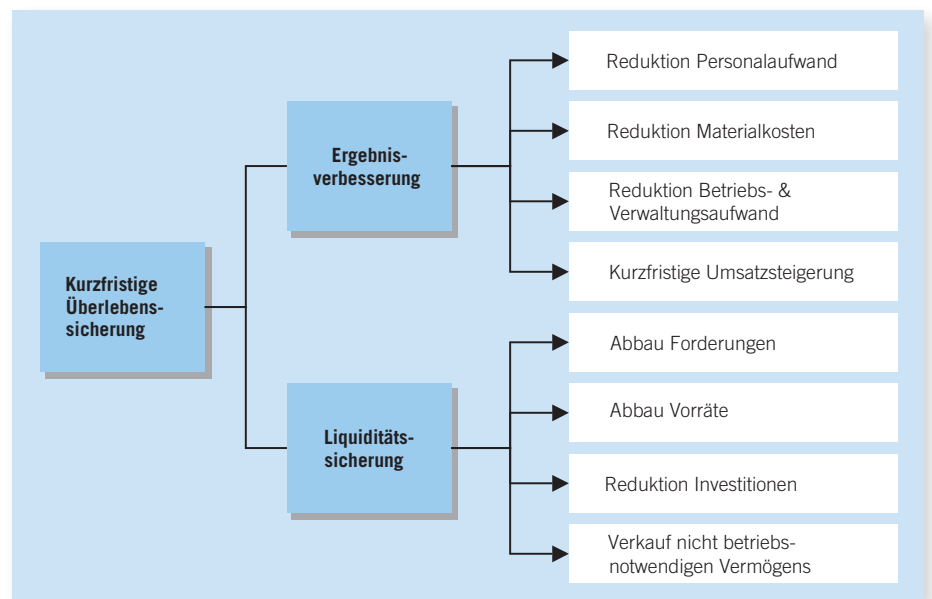 Kurzfristige
Überlebens-
sicherung
Ergebnis-
verbesserung
Reduktion Personalaufwand
Reduktion Materialkosten
Reduktion Betriebs- &
Verwaltungsaufwand
Kurzfristige Umsatzsteigerung
Liquiditäts-
sicherung
Abbau Forderungen
Abbau Vorräte
Reduktion Investitionen
Verkauf nicht betriebs-
notwendigen Vermögens